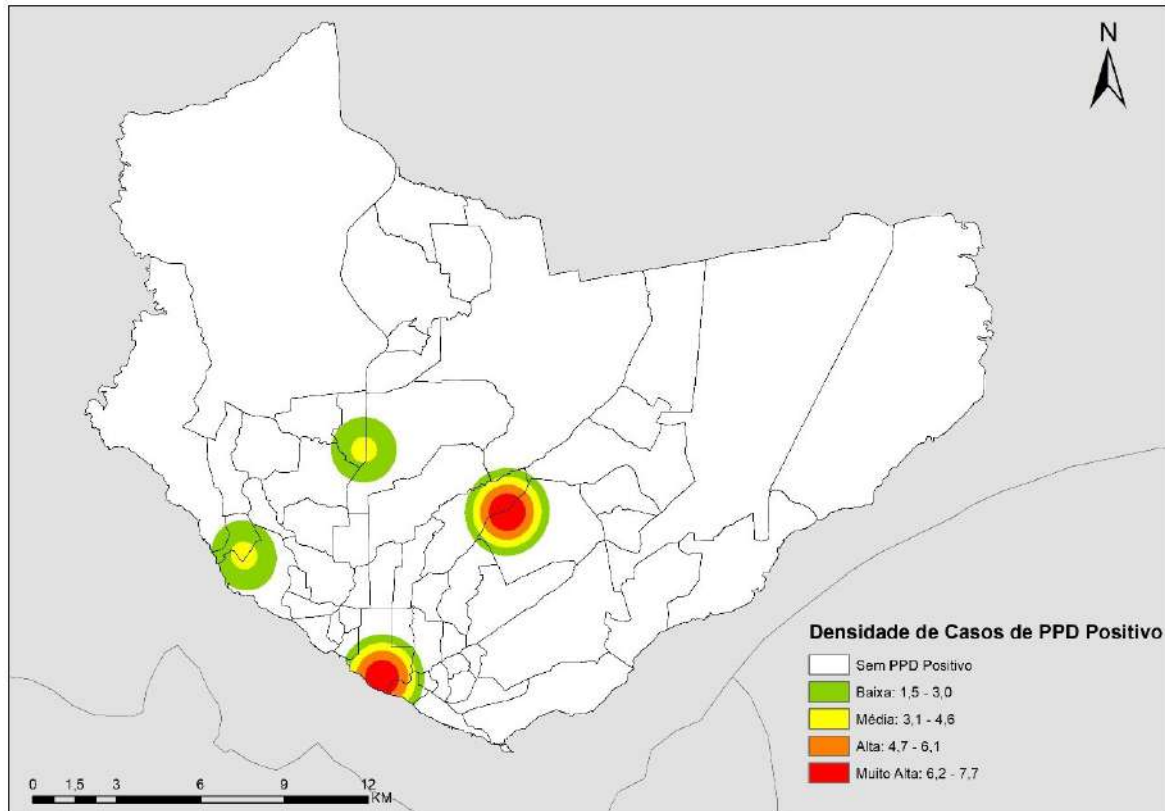 N
Densidade de Casos de PPD Positivo
Sem PPD Positivo
Baixa: 1,5 - 3,0
Média: 3,1 - 4,6
Alta: 4,7 - 6,1
Muito Alta: 6,2 - 7,7
0 1,5 3 6 9 12
KM